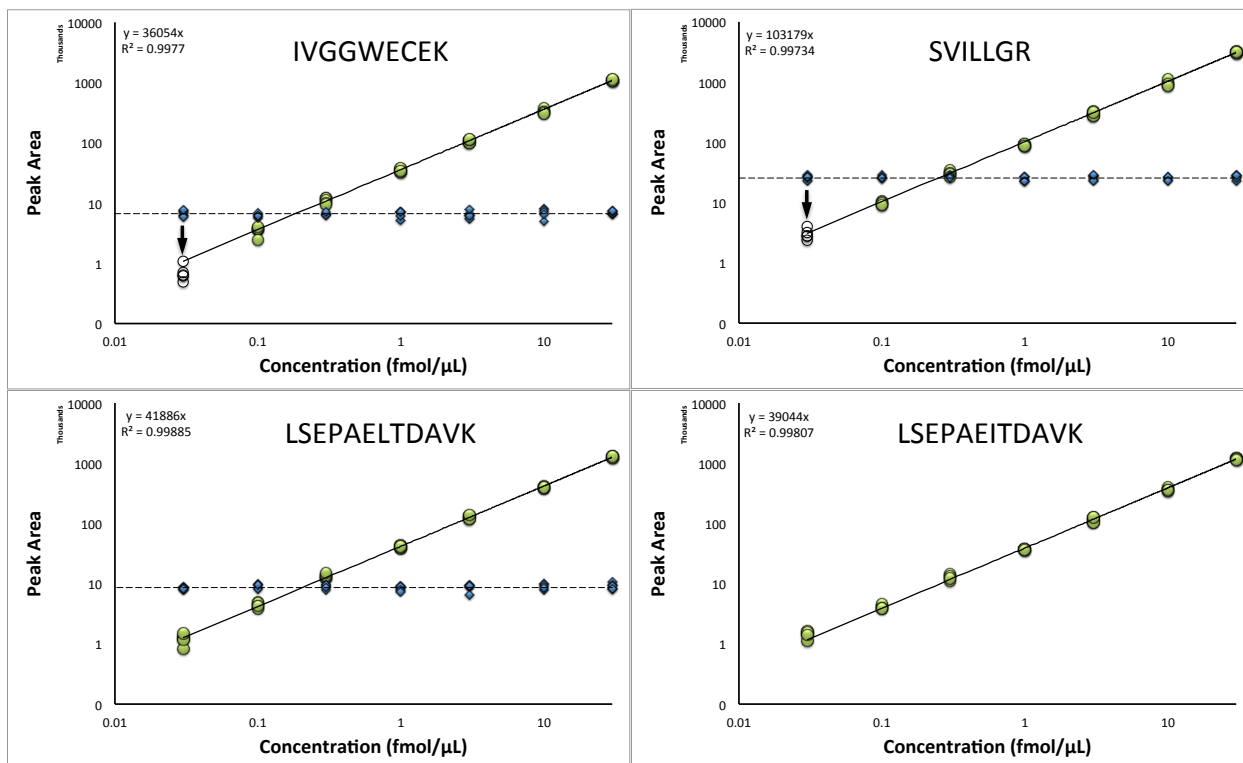 10000
1000
100
10
1
0
Thousands
y = 36054x
R² = 0.9977
IVGGWECEK
Peak Area
0.01 0.1 1 10
Concentration (fmol/µL)
10000
1000
100
10
1
0
Thousands
y = 103179x
R² = 0.99734
SVILLGR
Peak Area
0.01 0.1 1 10
Concentration (fmol/µL)
10000
1000
100
10
1
0
Thousands
y = 41886x
R² = 0.99885
LSEPAELTDAVK
Peak Area
0.01 0.1 1 10
Concentration (fmol/µL)
10000
1000
100
10
1
0
Thousands
y = 39044x
R² = 0.99807
LSEPAEITDAVK
Peak Area
0.01 0.1 1 10
Concentration (fmol/µL)